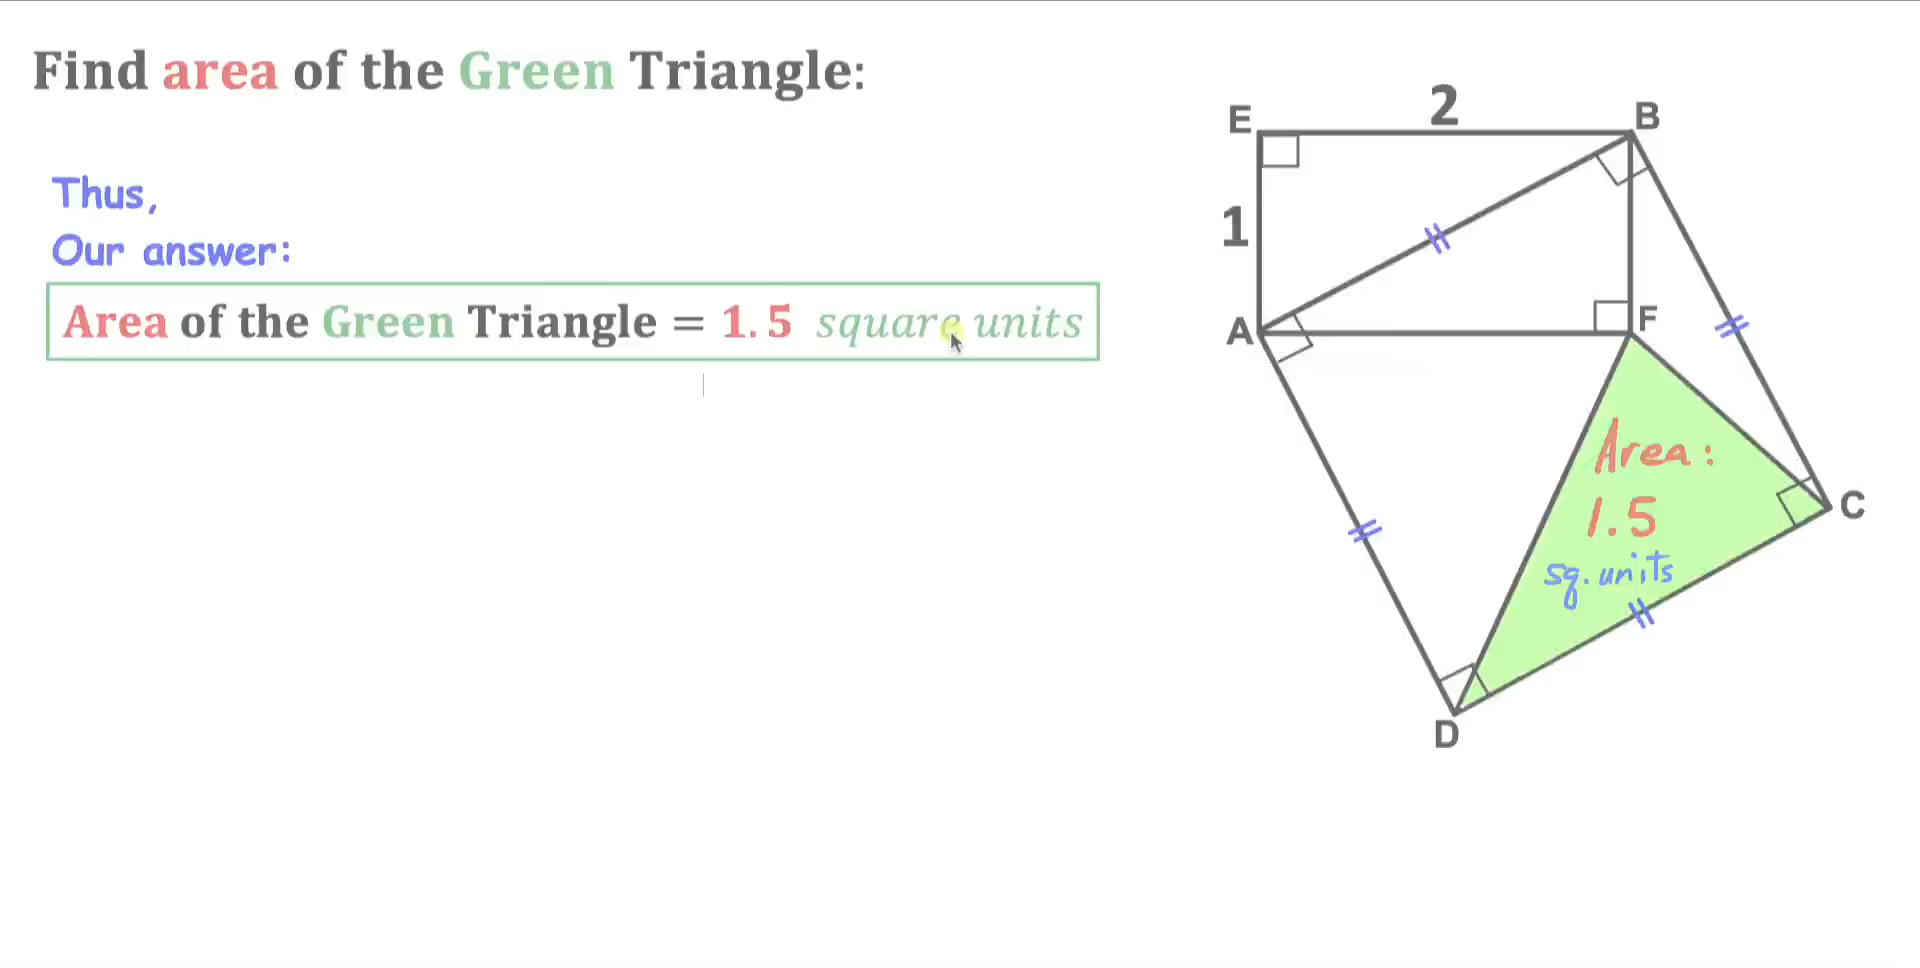 Find area of the Green Triangle:
Thus,
Our answer:
Area of the Green Triangle = 1.5 square units
E
2
B
1
A
F
Area:
1.5
sq. units
C
D